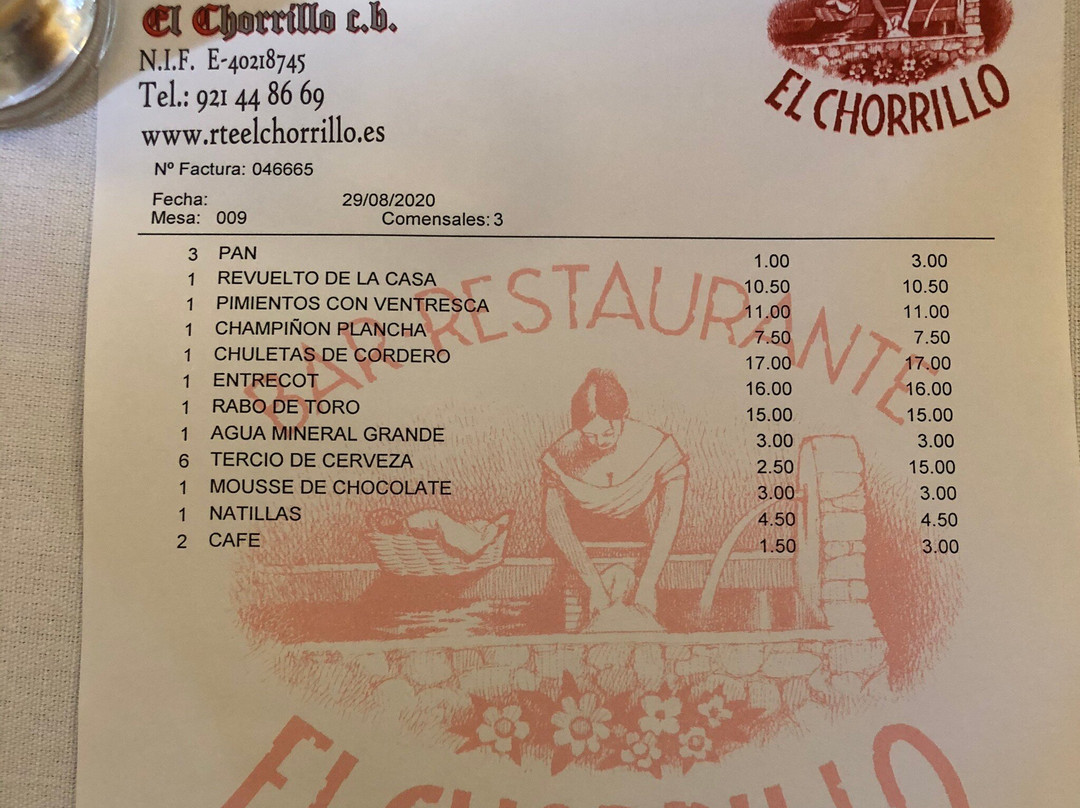 El Chorrillo c.b.
N.I.F. E-40218745
Tel.: 921 44 86 69
www.rteelchorrillo.es
EL CHORRILLO
Nº Factura: 046665
Fecha: 29/08/2020
Mesa: 009 Comensales: 3
3 PAN 1.00 3.00
1 REVUELTO DE LA CASA 10.50 10.50
1 PIMIENTOS CON VENTRESCA 11.00 11.00
1 CHAMPIÑON PLANCHA 7.50 7.50
1 CHULETAS DE CORDERO 17.00 17.00
1 ENTRECOT 16.00 16.00
1 RABO DE TORO 15.00 15.00
1 AGUA MINERAL GRANDE 3.00 3.00
6 TERCIO DE CERVEZA 2.50 15.00
1 MOUSSE DE CHOCOLATE 3.00 3.00
1 NATILLAS 4.50 4.50
2 CAFE 1.50 3.00
BAR RESTAURANTE
EL CHORRILLO